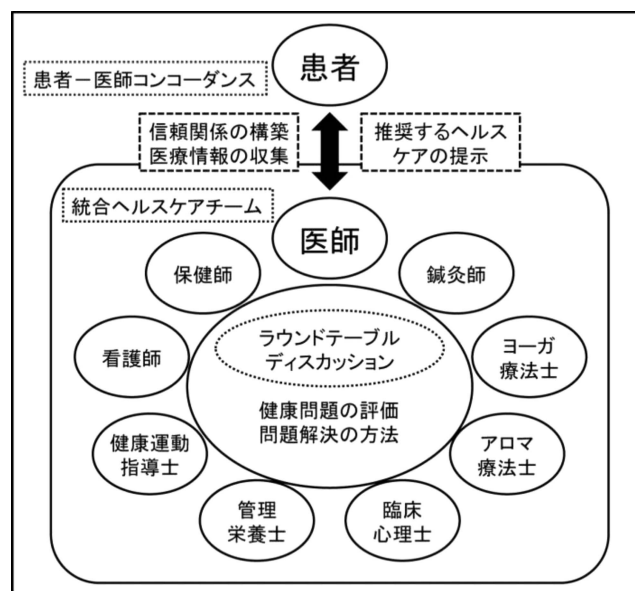 患者
患者－医師コンコーダンス
信頼関係の構築
医療情報の収集
推奨するヘルス
ケアの提示
統合ヘルスケアチーム
医師
保健師
鍼灸師
ラウンドテーブル
ディスカッション
看護師
ヨーガ
療法士
健康問題の評価
問題解決の方法
健康運動
指導士
アロマ
療法士
管理
栄養士
臨床
心理士